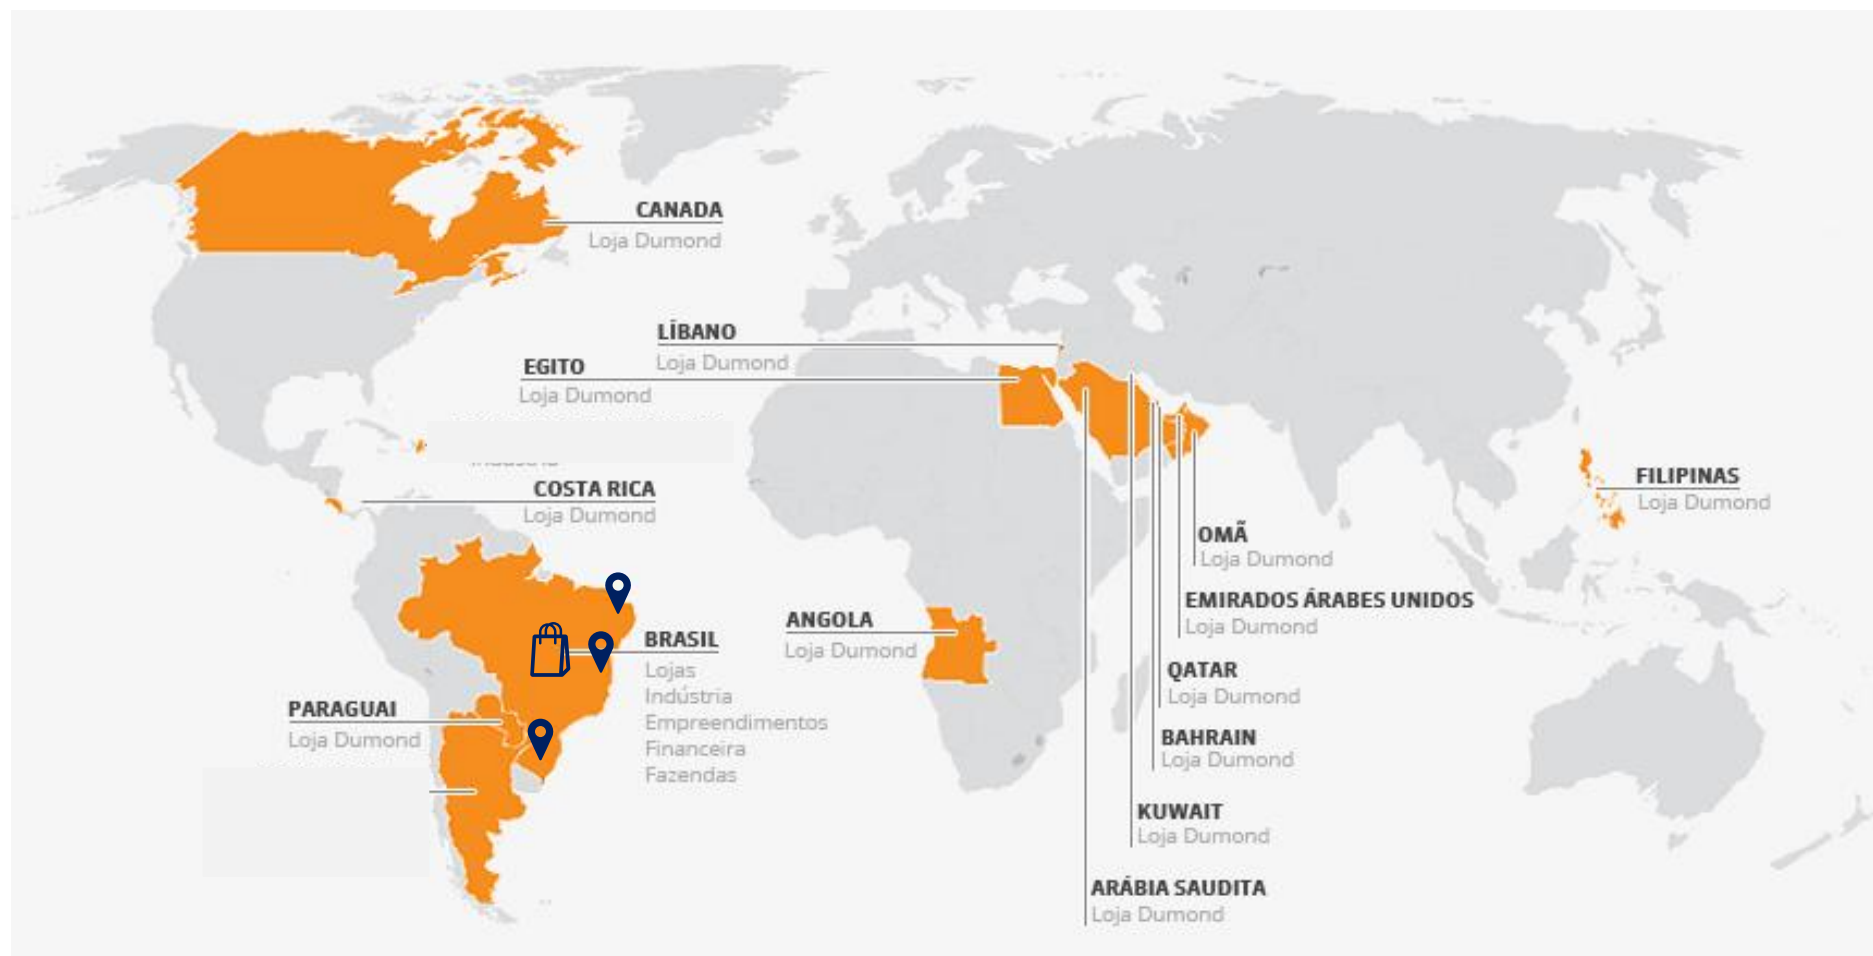 CANADA
Loja Dumond
LÍBANO
Loja Dumond
EGITO
Loja Dumond
COSTA RICA
Loja Dumond
FILIPINAS
Loja Dumond
OMÃ
Loja Dumond
EMIRADOS ÁRABES UNIDOS
Loja Dumond
ANGOLA
Loja Dumond
BRASIL
Lojas
Indústria
Empreendimentos
Financeira
Fazendas
QATAR
Loja Dumond
PARAGUAI
Loja Dumond
BAHRAIN
Loja Dumond
KUWAIT
Loja Dumond
ARÁBIA SAUDITA
Loja Dumond